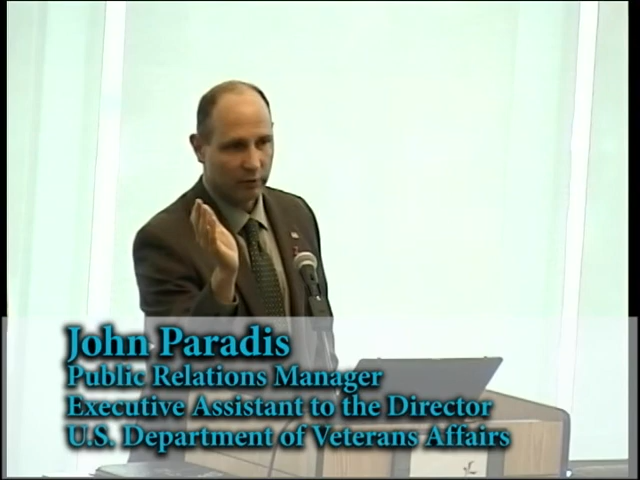 John Paradis
Public Relations Manager
Executive Assistant to the Director
U.S. Department of Veterans Affairs